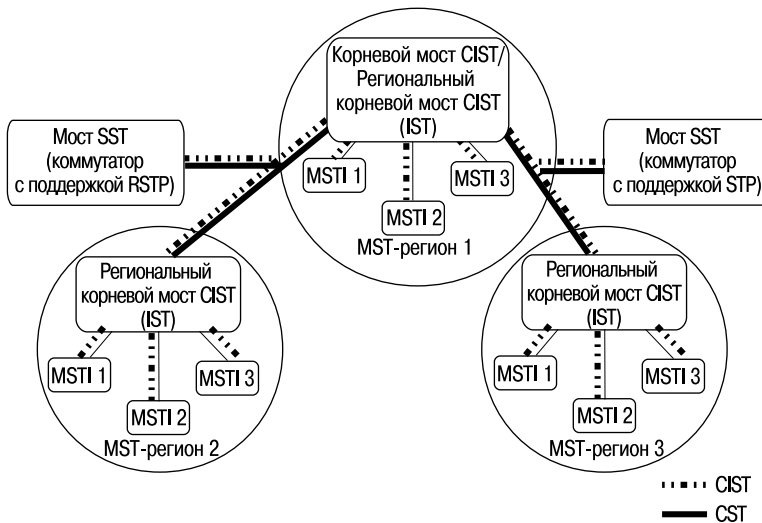 Корневой мост CIST/
Региональный
корневой мост CIST
(IST)
Мост SST
(коммутатор
с поддержкой RSTP)
Мост SST
(коммутатор
с поддержкой STP)
MSTI 1
MSTI 2
MSTI 3
MST-регион 1
Региональный
корневой мост CIST
(IST)
MSTI 1
MSTI 2
MSTI 3
MST-регион 2
Региональный
корневой мост CIST
(IST)
MSTI 1
MSTI 2
MSTI 3
MST-регион 3
CIST
CST